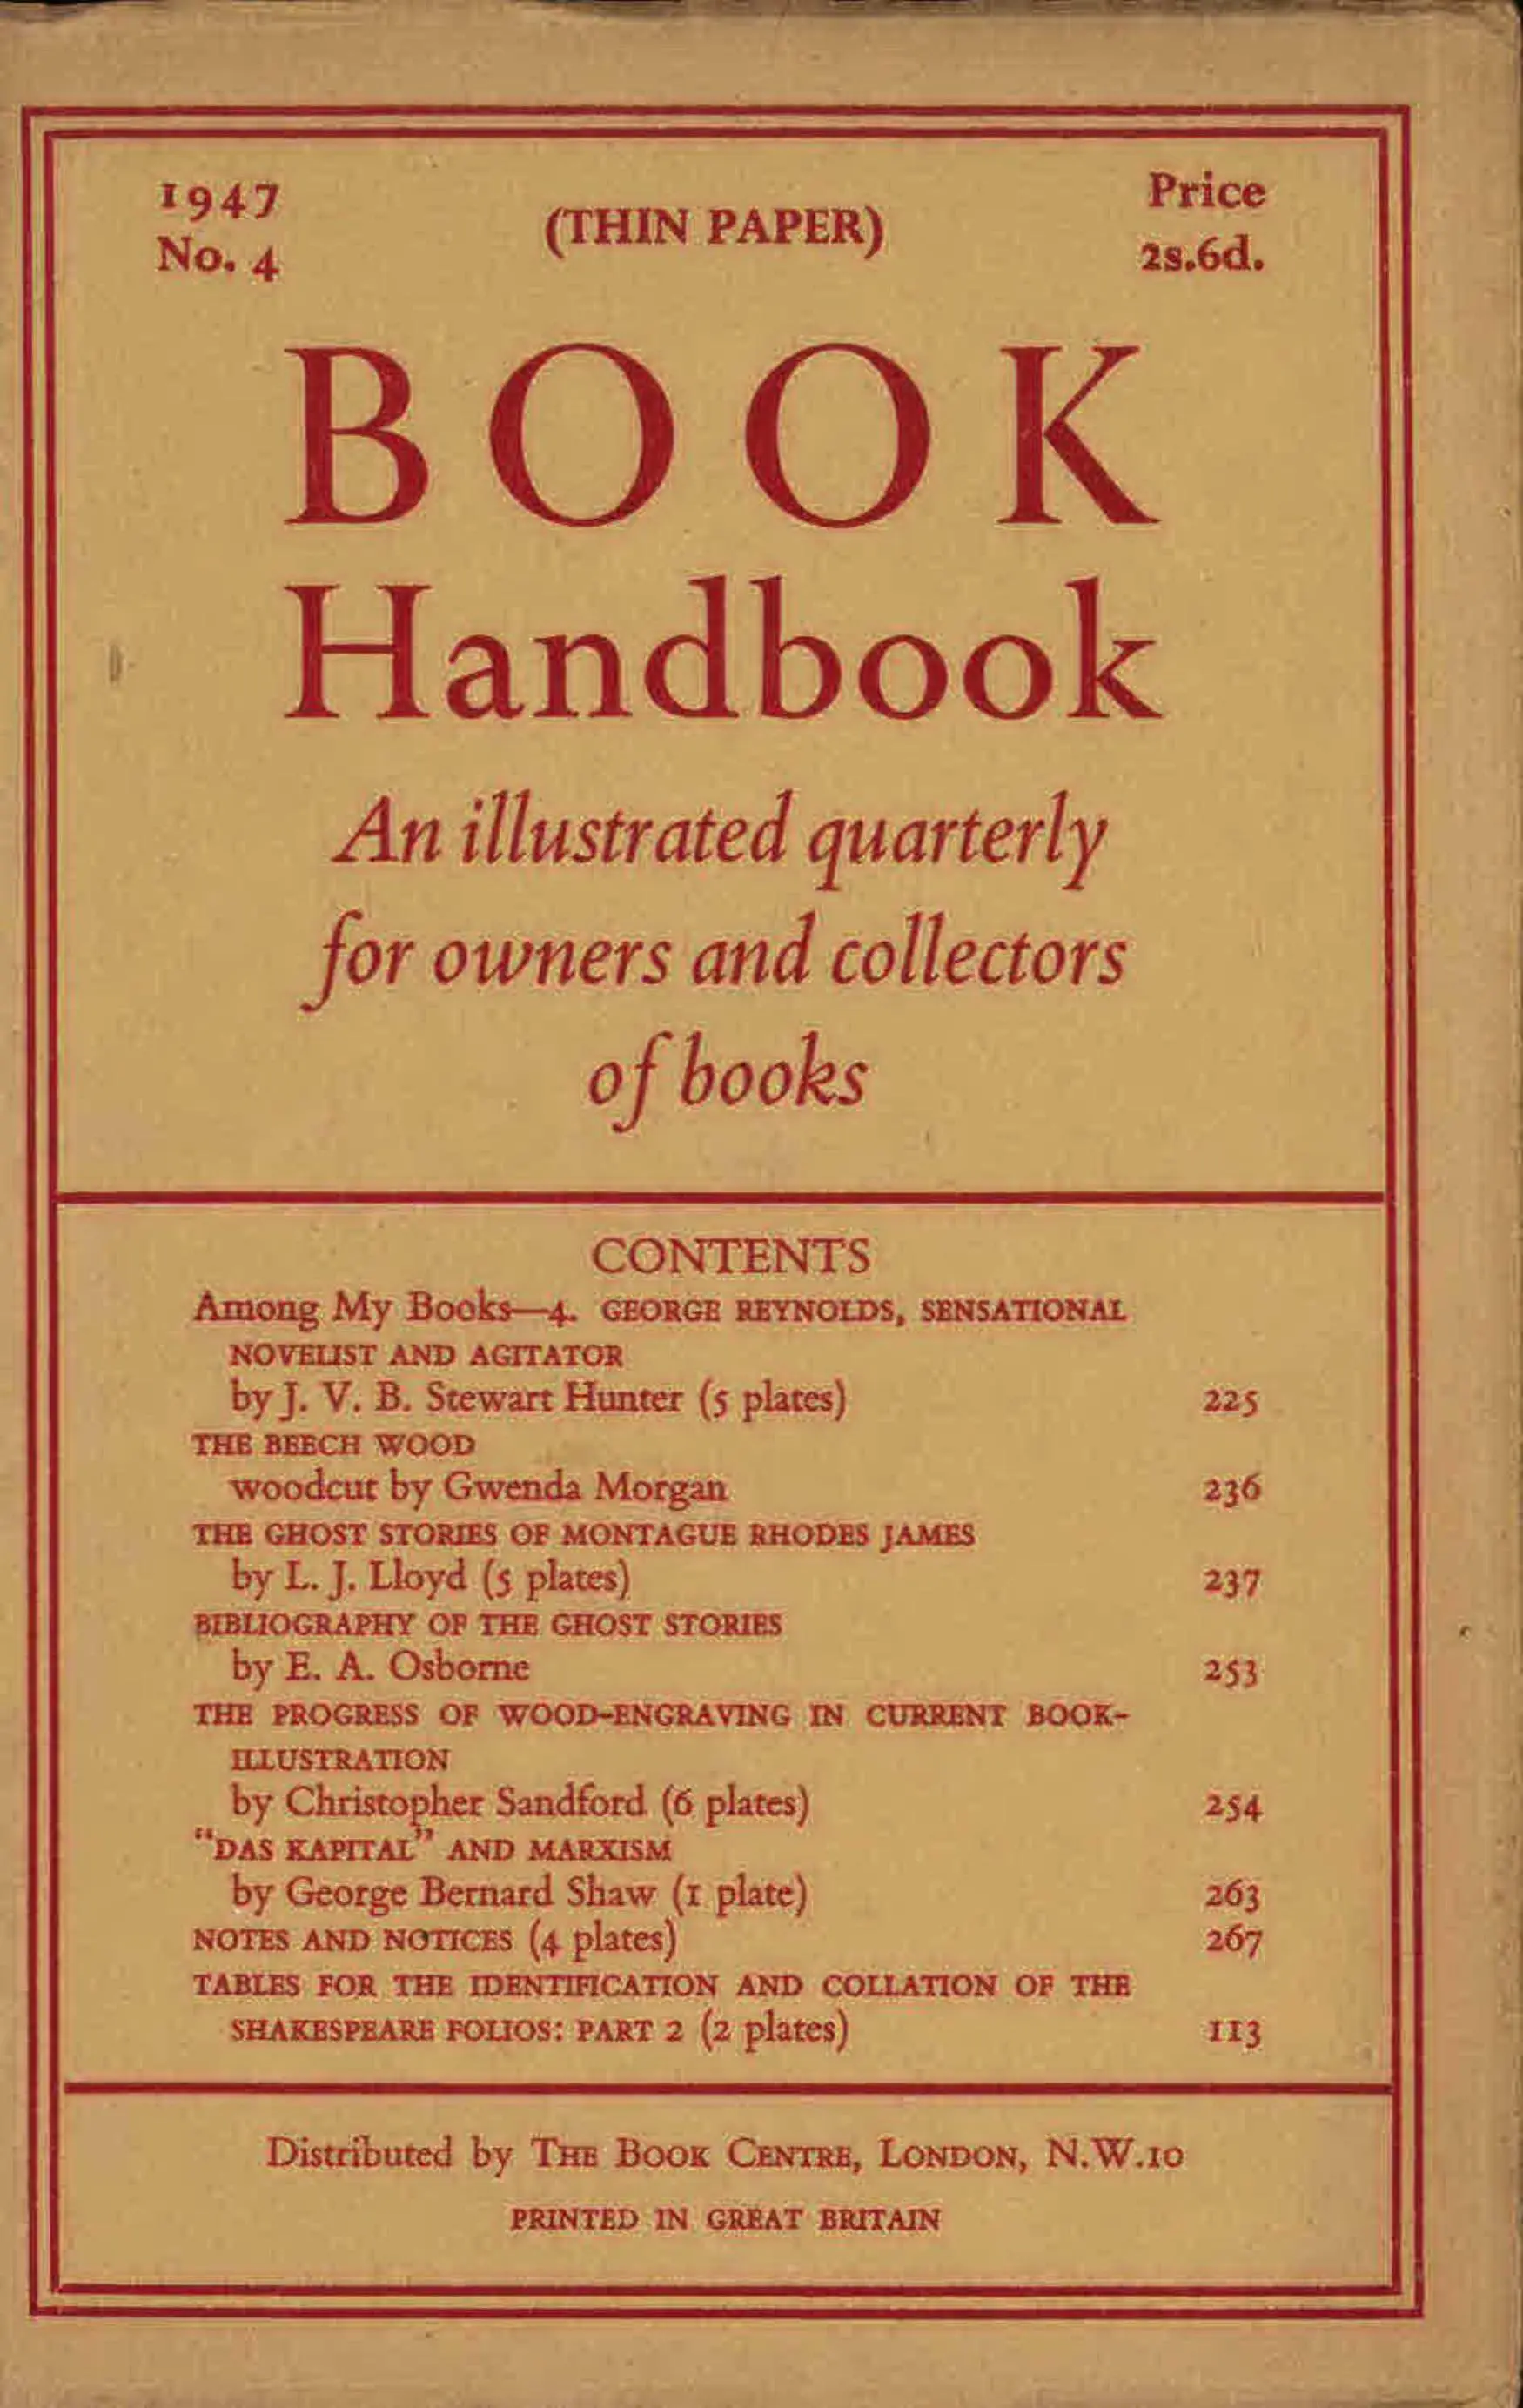 1947
No. 4
(THIN PAPER)
Price
2s.6d.
BOOK
Handbook
An illustrated quarterly
for owners and collectors
of books
CONTENTS
Among My Books—4. GEORGE REYNOLDS, SENSATIONAL
NOVELIST AND AGITATOR
by J. V. B. Stewart Hunter (5 plates) 225
THE BEECH WOOD
woodcut by Gwenda Morgan 236
THE GHOST STORIES OF MONTAGUE RHODES JAMES
by L. J. Lloyd (5 plates) 237
BIBLIOGRAPHY OF THE GHOST STORIES
by E. A. Osborne 253
THE PROGRESS OF WOOD-ENGRAVING IN CURRENT BOOK-
ILLUSTRATION
by Christopher Sandford (6 plates) 254
“DAS KAPITAL” AND MARXISM
by George Bernard Shaw (1 plate) 263
NOTES AND NOTICES (4 plates) 267
TABLES FOR THE IDENTIFICATION AND COLLATION OF THE
SHAKESPEARE FOLIOS: PART 2 (2 plates) 113
Distributed by THE BOOK CENTRE, LONDON, N.W.10
PRINTED IN GREAT BRITAIN